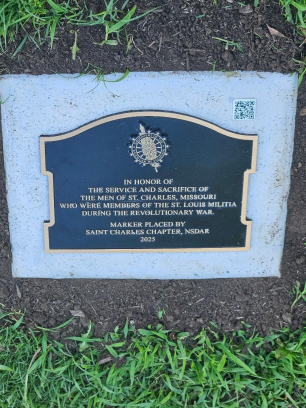 IN HONOR OF
THE SERVICE AND SACRIFICE OF
THE MEN OF ST. CHARLES, MISSOURI
WHO WERE MEMBERS OF THE ST. LOUIS MILITIA
DURING THE REVOLUTIONARY WAR.
MARKER PLACED BY
SAINT CHARLES CHAPTER, NSDAR
2025